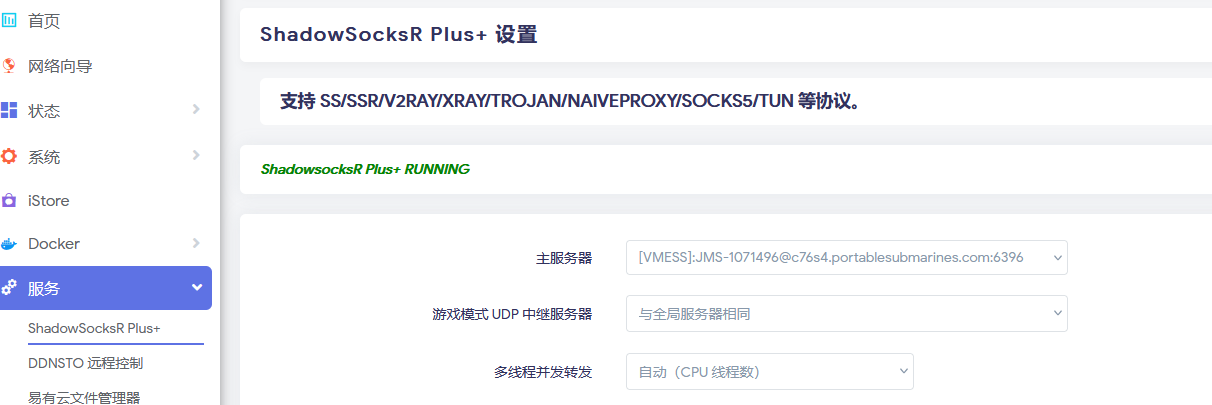 首页
网络向导
状态
系统
iStore
Docker
服务
ShadowSocksR Plus+
DDNSTO 远程控制
易有云文件管理器
ShadowSocksR Plus+ 设置
支持 SS/SSR/V2RAY/XRAY/TROJAN/NAIVEPROXY/SOCKS5/TUN 等协议。
ShadowsocksR Plus+ RUNNING
主服务器 [VMESS]:JMS-1071496@c76s4.portablesubmarines.com:6396
游戏模式 UDP 中继服务器 与全局服务器相同
多线程并发转发 自动（CPU 线程数）